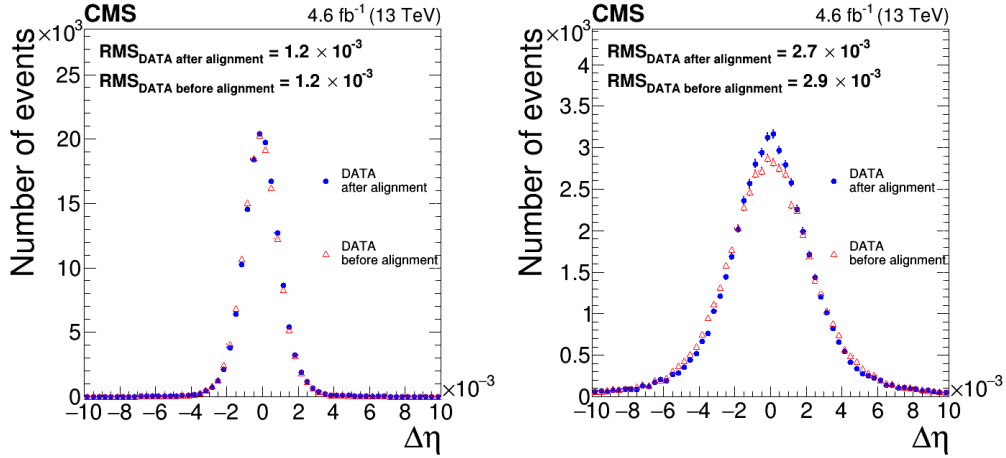 CMS 4.6 fb⁻¹ (13 TeV)
×10³
RMS_DATA after alignment = 1.2 × 10⁻³
RMS_DATA before alignment = 1.2 × 10⁻³
Number of events
25
20
15
10
5
0
DATA
after alignment
DATA
before alignment
−10 −8 −6 −4 −2 0 2 4 6 8 10
×10⁻³
Δη
CMS 4.6 fb⁻¹ (13 TeV)
×10³
RMS_DATA after alignment = 2.7 × 10⁻³
RMS_DATA before alignment = 2.9 × 10⁻³
Number of events
4
3.5
3
2.5
2
1.5
1
0.5
0
DATA
after alignment
DATA
before alignment
−10 −8 −6 −4 −2 0 2 4 6 8 10
×10⁻³
Δη